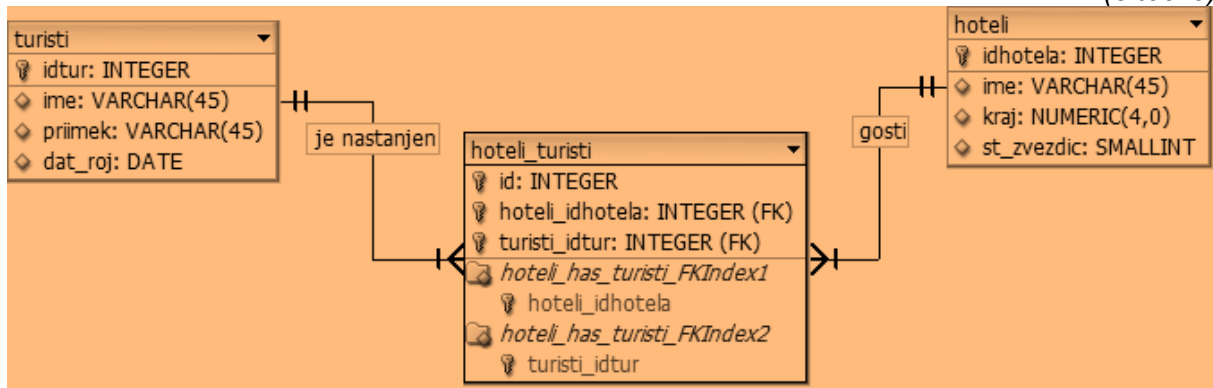 turisti
idtur: INTEGER
ime: VARCHAR(45)
priimek: VARCHAR(45)
dat_roj: DATE
je nastanjen
hoteli_turisti
id: INTEGER
hoteli_idhotela: INTEGER (FK)
turisti_idtur: INTEGER (FK)
hoteli_has_turisti_FKIndex1
hoteli_idhotela
hoteli_has_turisti_FKIndex2
turisti_idtur
gosti
hoteli
idhotela: INTEGER
ime: VARCHAR(45)
kraj: NUMERIC(4,0)
st_zvezdic: SMALLINT